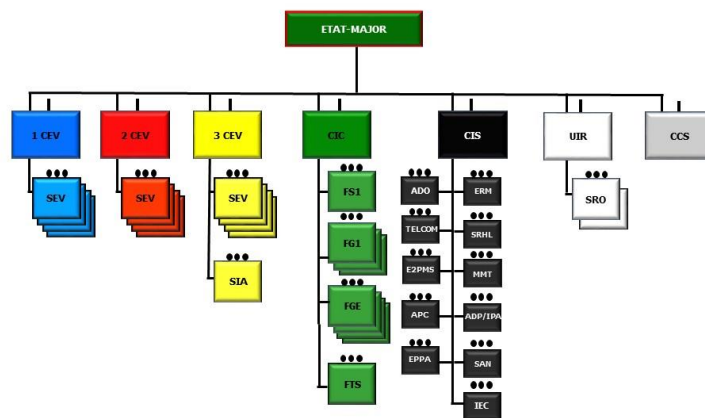 ETAT-MAJOR
1 CEV
2 CEV
3 CEV
CIC
CIS
UIR
CCS
SEV
SEV
SEV
SIA
FS1
FG1
FGE
FTS
ADO
ERM
TELCOM
SRHL
E2PMS
MMT
APC
ADP/IPA
EPPA
SAN
IEC
SRO